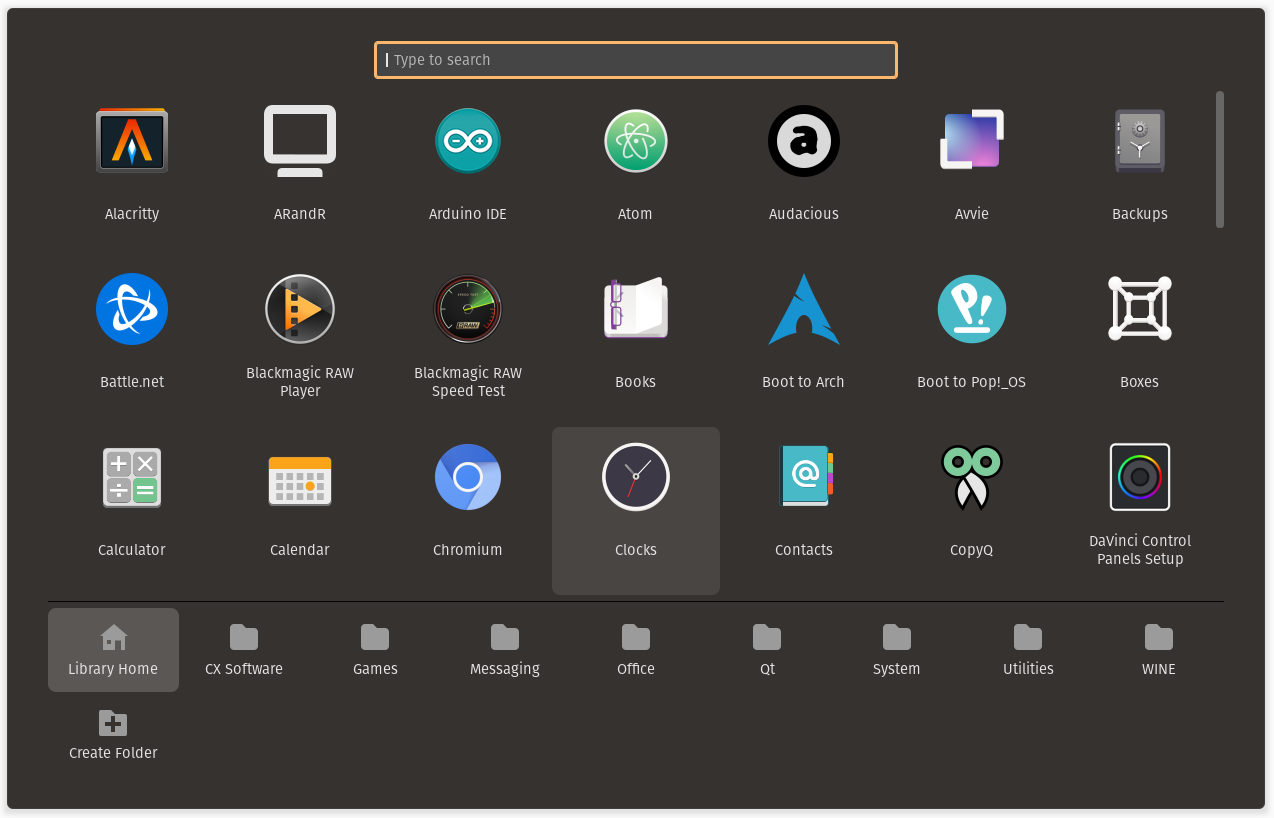 Type to search
Alacritty
ARandR
Arduino IDE
Atom
Audacious
Avvie
Backups
Battle.net
Blackmagic RAW
Player
Blackmagic RAW
Speed Test
Books
Boot to Arch
Boot to Pop!_OS
Boxes
Calculator
Calendar
Chromium
Clocks
Contacts
CopyQ
DaVinci Control
Panels Setup
Library Home
CX Software
Games
Messaging
Office
Qt
System
Utilities
WINE
Create Folder